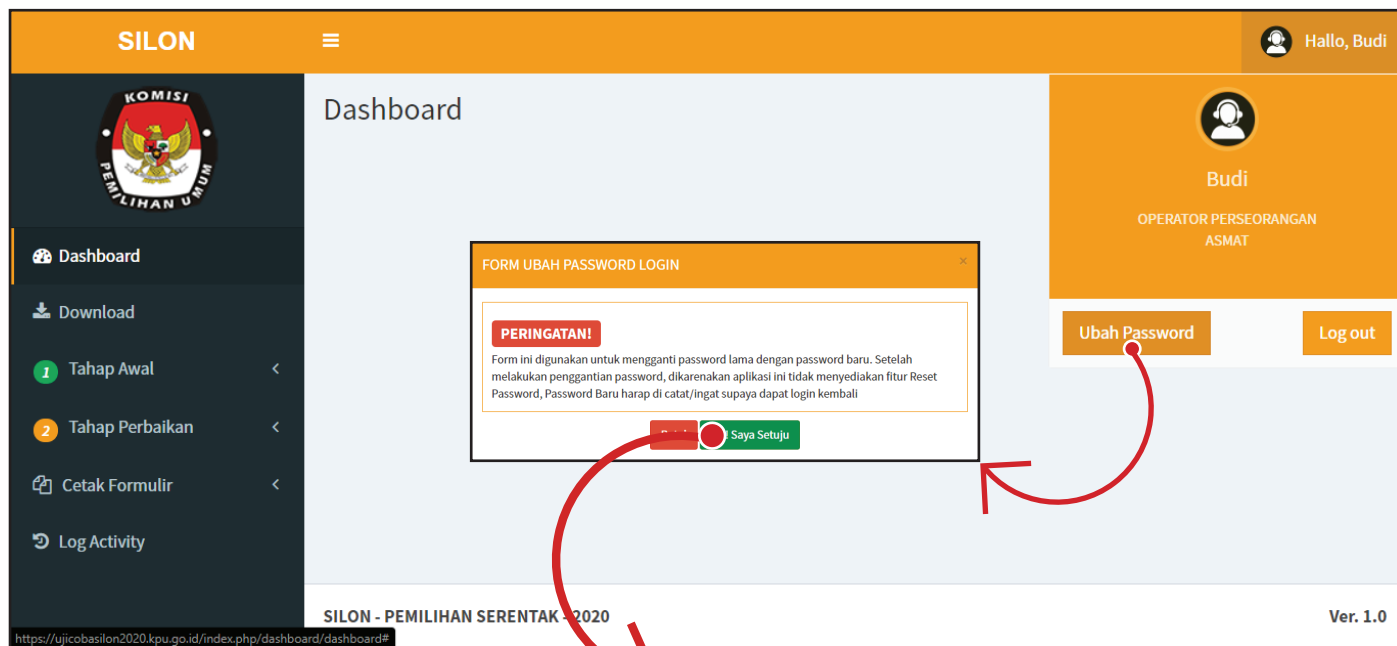 SILON
Hallo, Budi
KOMISI
PEMILIHAN UMUM
Dashboard
Budi
OPERATOR PERSEORANGAN
ASMAT
Ubah Password
Log out
Dashboard
Download
1 Tahap Awal
2 Tahap Perbaikan
Cetak Formulir
Log Activity
FORM UBAH PASSWORD LOGIN ×
PERINGATAN!
Form ini digunakan untuk mengganti password lama dengan password baru. Setelah
melakukan penggantian password, dikarenakan aplikasi ini tidak menyediakan fitur Reset
Password, Password Baru harap di catat/ingat supaya dapat login kembali
! Saya Setuju
SILON - PEMILIHAN SERENTAK - 2020
Ver. 1.0
https://ujicobasilon2020.kpu.go.id/index.php/dashboard/dashboard#